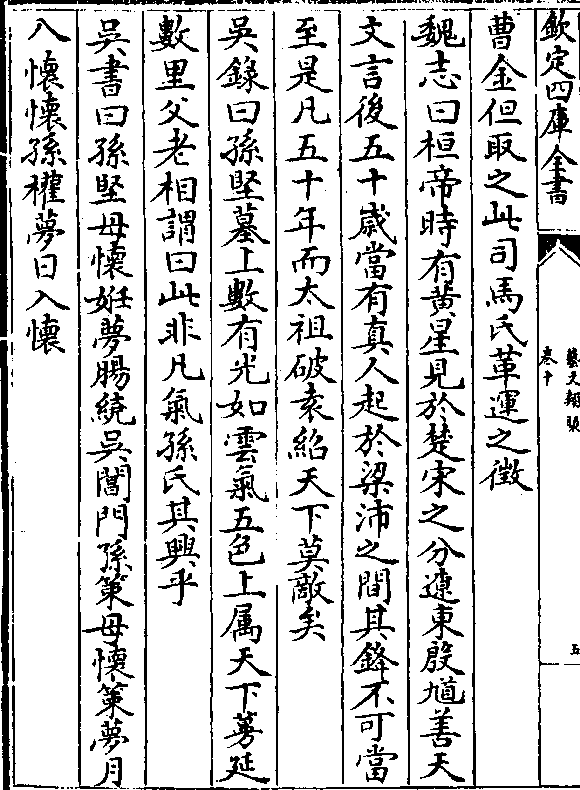 欽定四庫全書
卷十
五
曹金但取之此司馬氏革運之徴
魏志曰桓帝時有黄星見於楚宋之分遼東殷馗善天
文言後五十歲當有真人起於梁沛之間其鋒不可當
至是凡五十年而太祖破袁紹天下莫敵矣
吳錄曰孫堅墓上數有光如雲氣五色上属天下蔓延
數里父老相謂曰此非凡氣孫氏其興乎
吳書曰孫堅母懷姙夢腸繞吳閶門孫策母懷策夢月
入懷懷孫權夢日入懷